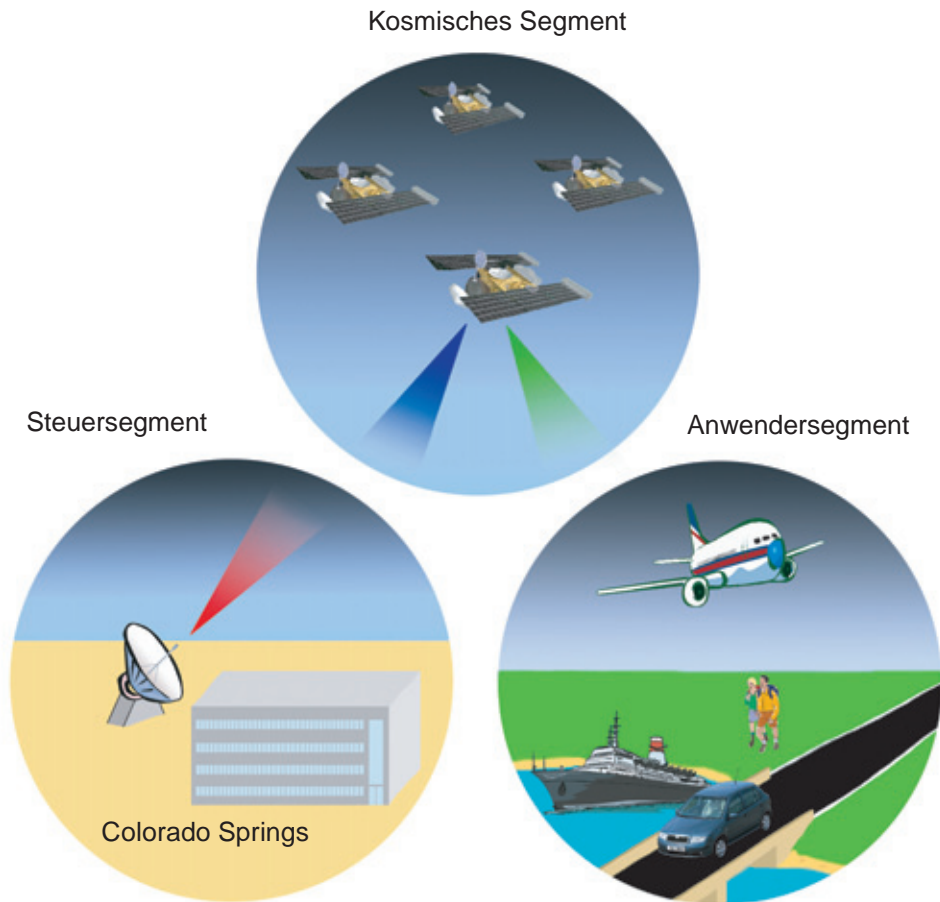 Kosmisches Segment
Steuersegment
Anwendersegment
Colorado Springs